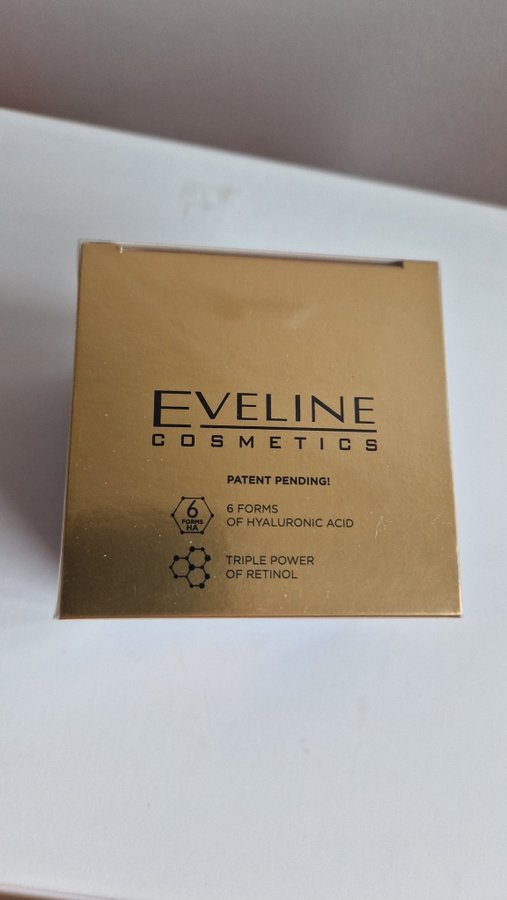 EVELINE
COSMETICS
PATENT PENDING!
6
FORMS
HA
6 FORMS
OF HYALURONIC ACID
TRIPLE POWER
OF RETINOL